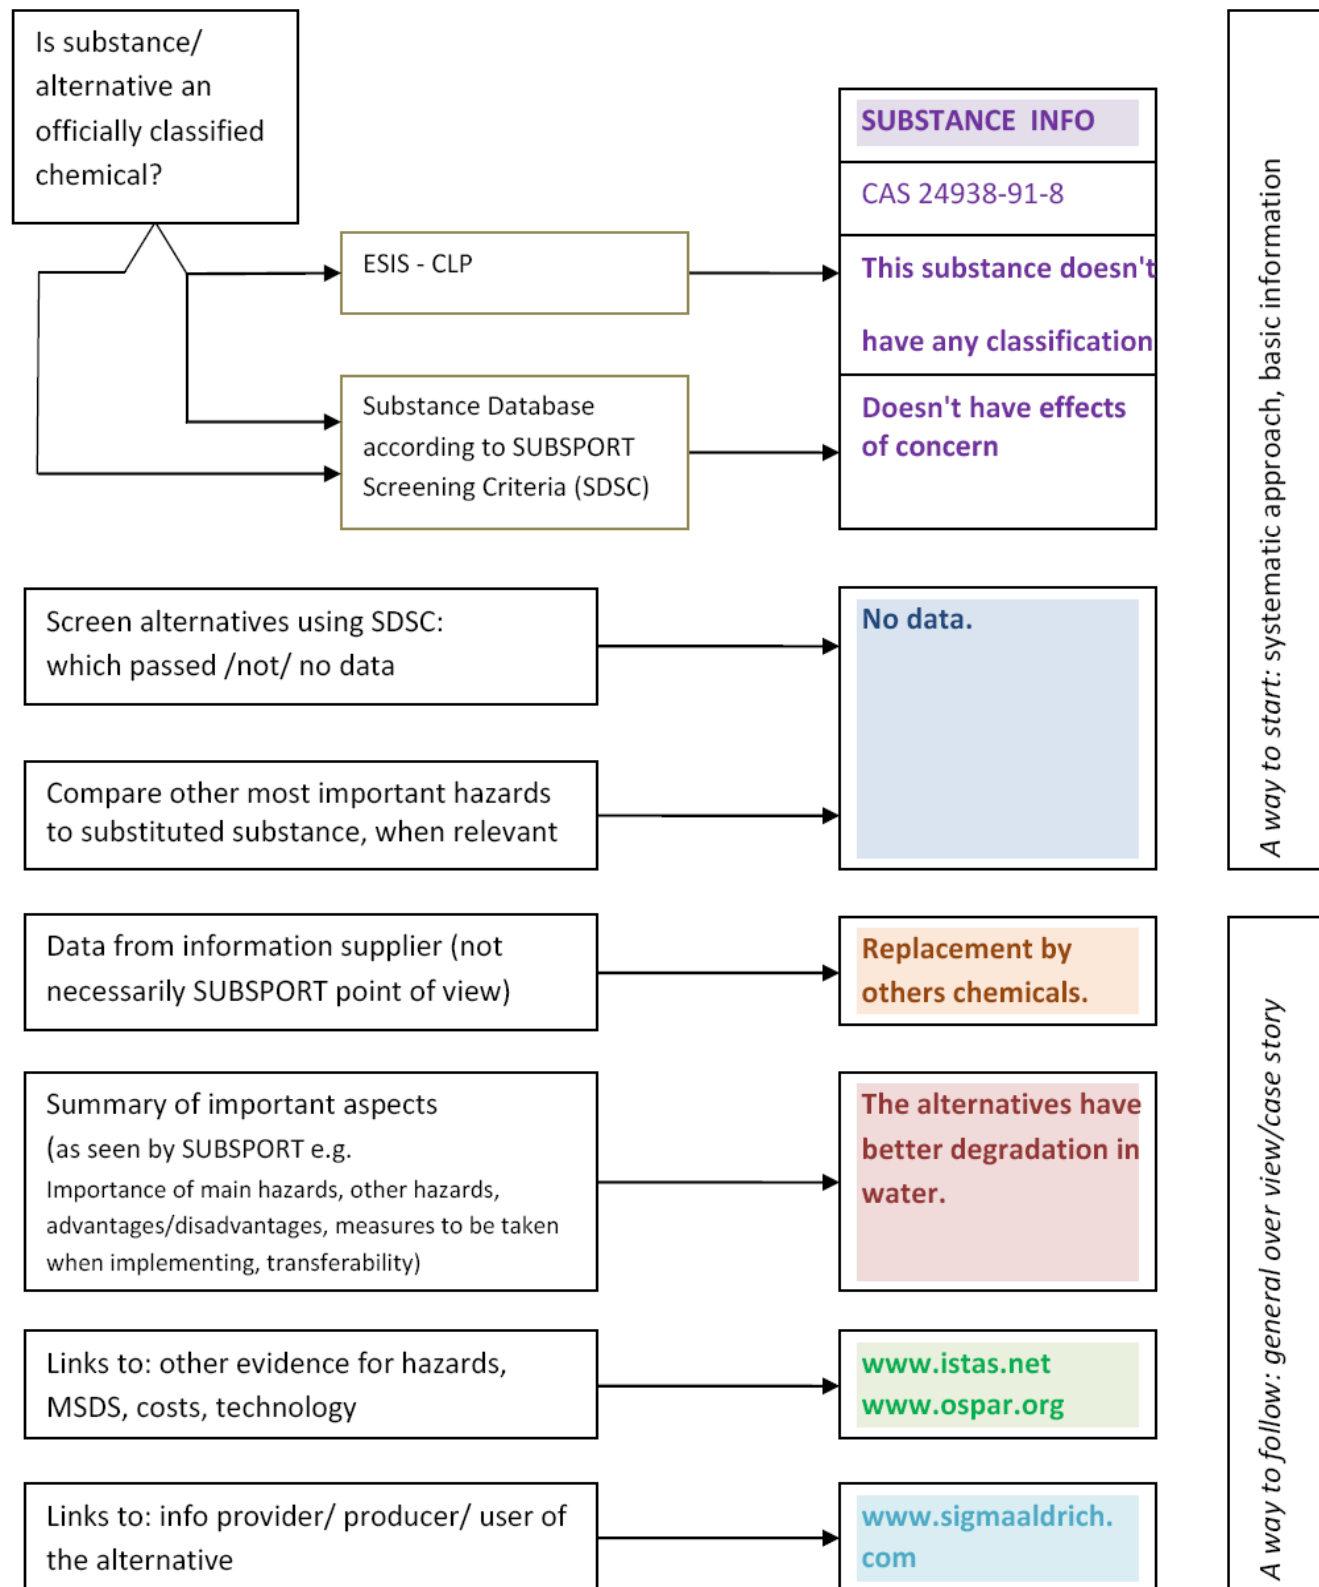 Is substance/
alternative an
officially classified
chemical?
SUBSTANCE INFO
CAS 24938-91-8
ESIS - CLP
This substance doesn't
have any classification
Substance Database
according to SUBSPORT
Screening Criteria (SDSC)
Doesn't have effects
of concern
A way to start: systematic approach, basic information
Screen alternatives using SDSC:
which passed /not/ no data
No data.
Compare other most important hazards
to substituted substance, when relevant
Data from information supplier (not
necessarily SUBSPORT point of view)
Replacement by
others chemicals.
Summary of important aspects
(as seen by SUBSPORT e.g.
Importance of main hazards, other hazards,
advantages/disadvantages, measures to be taken
when implementing, transferability)
The alternatives have
better degradation in
water.
Links to: other evidence for hazards,
MSDS, costs, technology
www.istas.net
www.ospar.org
Links to: info provider/ producer/ user of
the alternative
www.sigmaaldrich.
com
A way to follow: general over view/case story